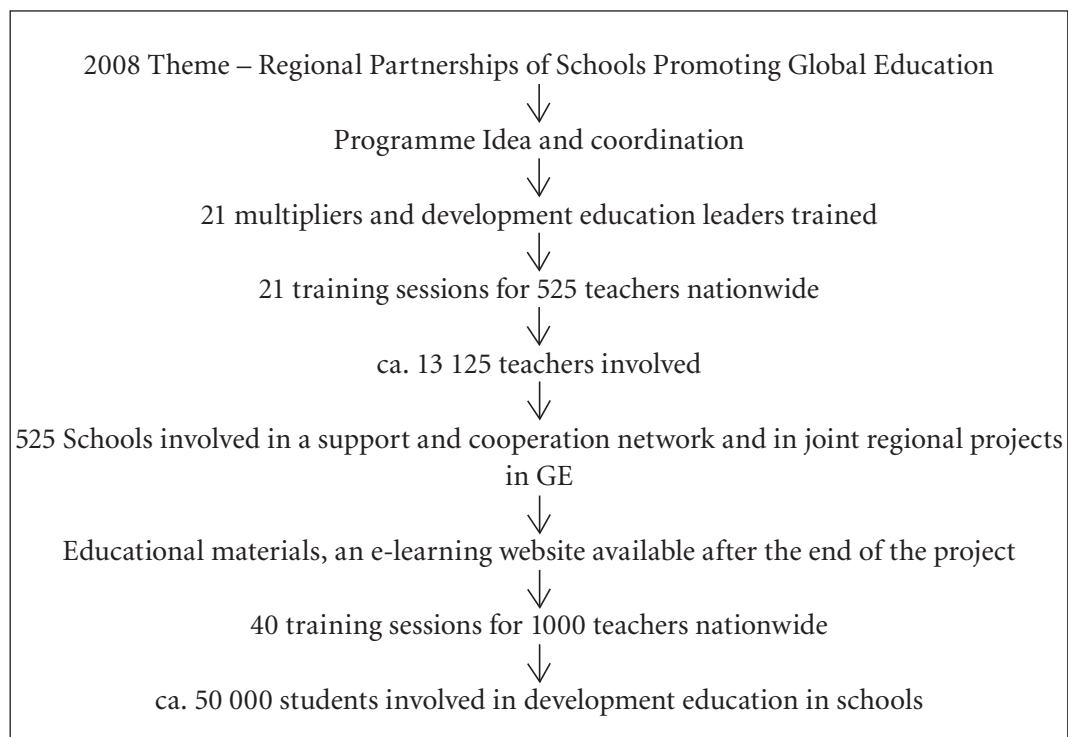 2008 Theme – Regional Partnerships of Schools Promoting Global Education
Programme Idea and coordination
21 multipliers and development education leaders trained
21 training sessions for 525 teachers nationwide
ca. 13 125 teachers involved
525 Schools involved in a support and cooperation network and in joint regional projects
in GE
Educational materials, an e-learning website available after the end of the project
40 training sessions for 1000 teachers nationwide
ca. 50 000 students involved in development education in schools